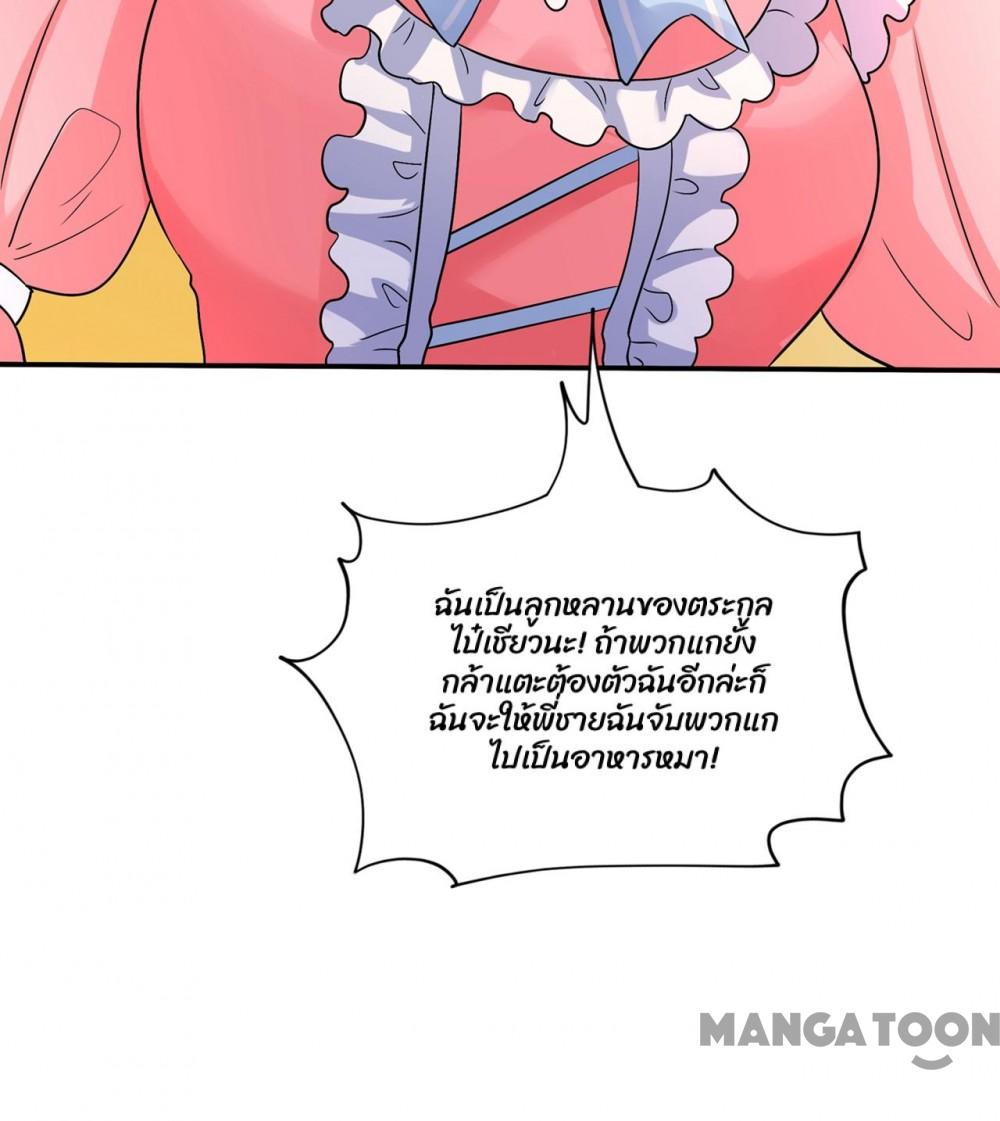 ฉันเป็นลูกหลานของตระกูล
ไป๋เชียวนะ! ถ้าพวกแกยัง
กล้าแตะต้องตัวฉันอีกล่ะก็
ฉันจะให้พี่ชายฉันจับพวกแก
ไปเป็นอาหารหมา!
MANGATOON